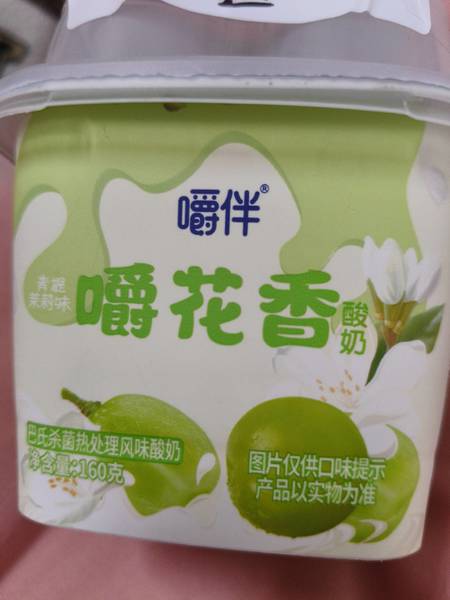 嚼伴®
青提
茉莉味
嚼花香
酸奶
巴氏杀菌热处理风味酸奶
净含量:160克
图片仅供口味提示
产品以实物为准